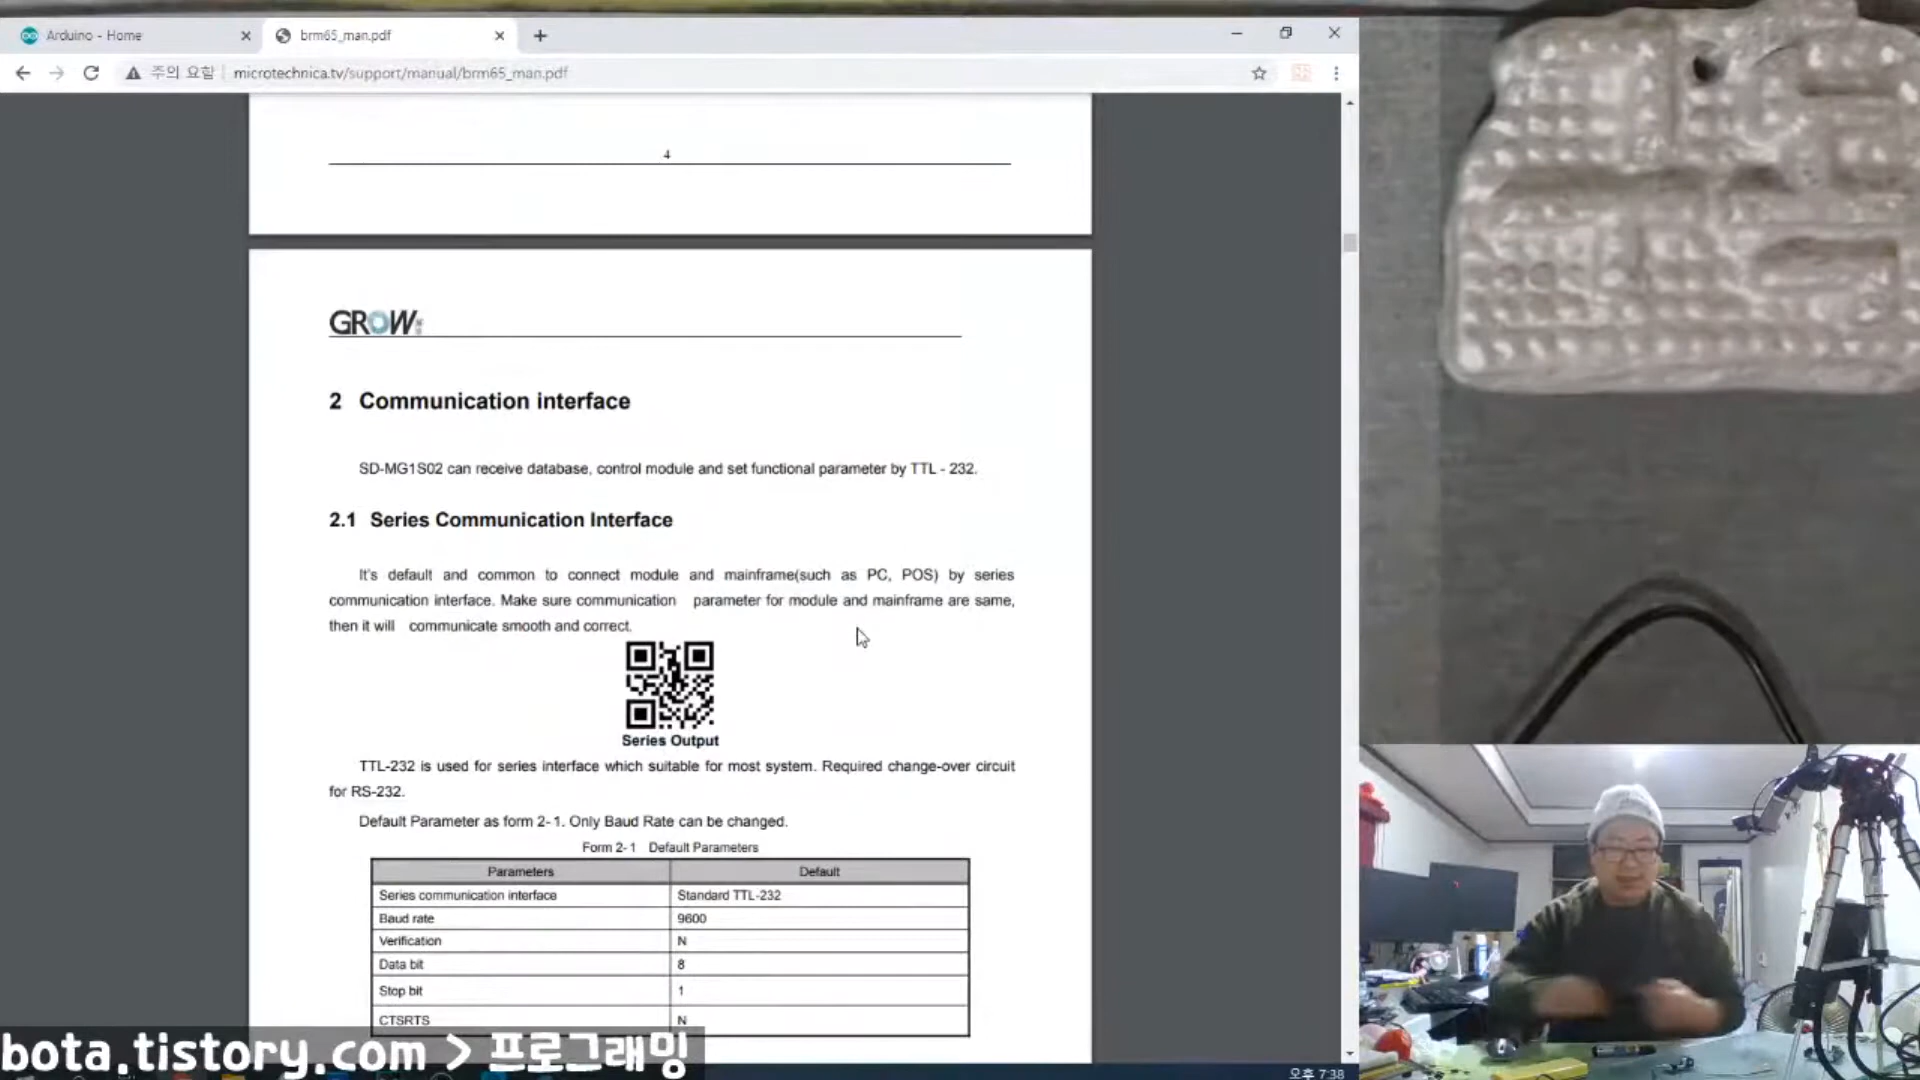 Arduino - Home
brm65_man.pdf
주의 요함
microtechnica.tv/support/manual/brm65_man.pdf
4
GROW
2 Communication interface
SD-MG1S02 can receive database, control module and set functional parameter by TTL - 232.
2.1 Series Communication Interface
It's default and common to connect module and mainframe(such as PC, POS) by series
communication interface. Make sure communication parameter for module and mainframe are same,
then it will communicate smooth and correct.
Series Output
TTL-232 is used for series interface which suitable for most system. Required change-over circuit
for RS-232.
Default Parameter as form 2-1. Only Baud Rate can be changed.
Form 2-1 Default Parameters
Parameters Default
Series communication interface Standard TTL-232
Baud rate 9600
Verification N
Data bit 8
Stop bit 1
CTSRTS N
bota.tistory.com > 프로그래밍
오후 7:38